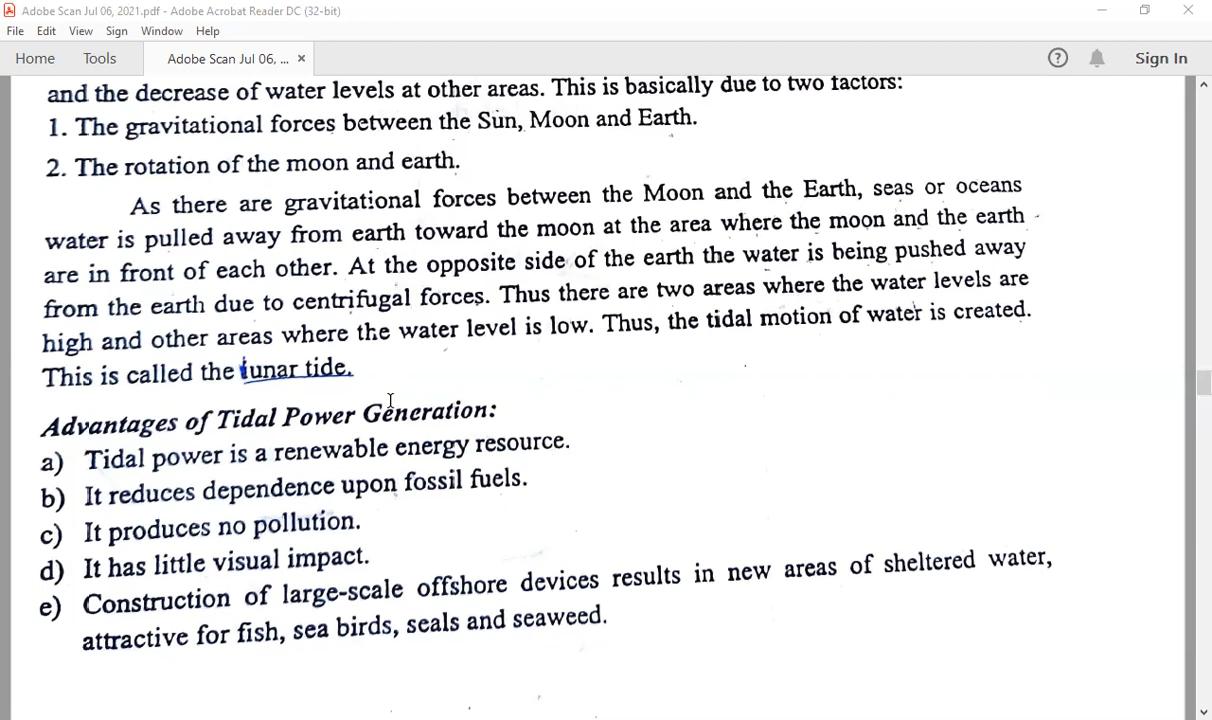 Adobe Scan Jul 06, 2021.pdf - Adobe Acrobat Reader DC (32-bit)
File Edit View Sign Window Help
Home Tools Adobe Scan Jul 06, ... × Sign In
and the decrease of water levels at other areas. This is basically due to two factors:
1. The gravitational forces between the Sun, Moon and Earth.
2. The rotation of the moon and earth.
As there are gravitational forces between the Moon and the Earth, seas or oceans
water is pulled away from earth toward the moon at the area where the moon and the earth
are in front of each other. At the opposite side of the earth the water is being pushed away
from the earth due to centrifugal forces. Thus there are two areas where the water levels are
high and other areas where the water level is low. Thus, the tidal motion of water is created.
This is called the lunar tide.
Advantages of Tidal Power Generation:
a) Tidal power is a renewable energy resource.
b) It reduces dependence upon fossil fuels.
c) It produces no pollution.
d) It has little visual impact.
e) Construction of large-scale offshore devices results in new areas of sheltered water,
attractive for fish, sea birds, seals and seaweed.